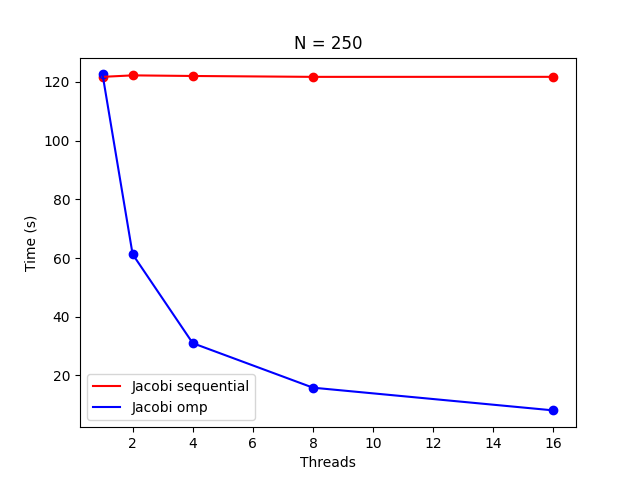 N = 250
120
100
80
60
40
20
Time (s)
Jacobi sequential
Jacobi omp
2 4 6 8 10 12 14 16
Threads